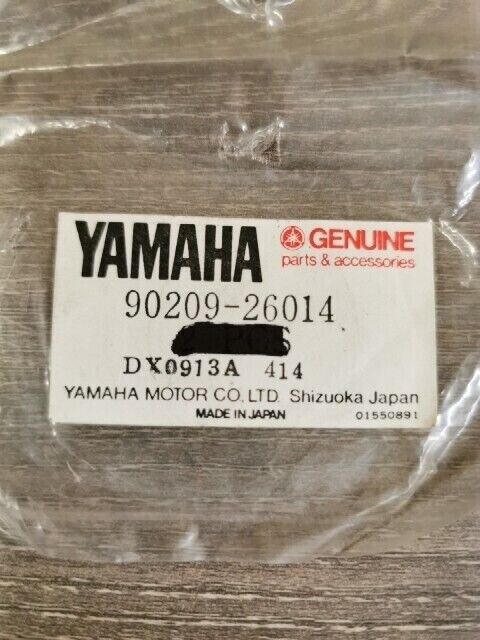 YAMAHA GENUINE
parts & accessories
90209-26014
DX0913A 414
YAMAHA MOTOR CO., LTD. Shizuoka Japan
MADE IN JAPAN 01550891